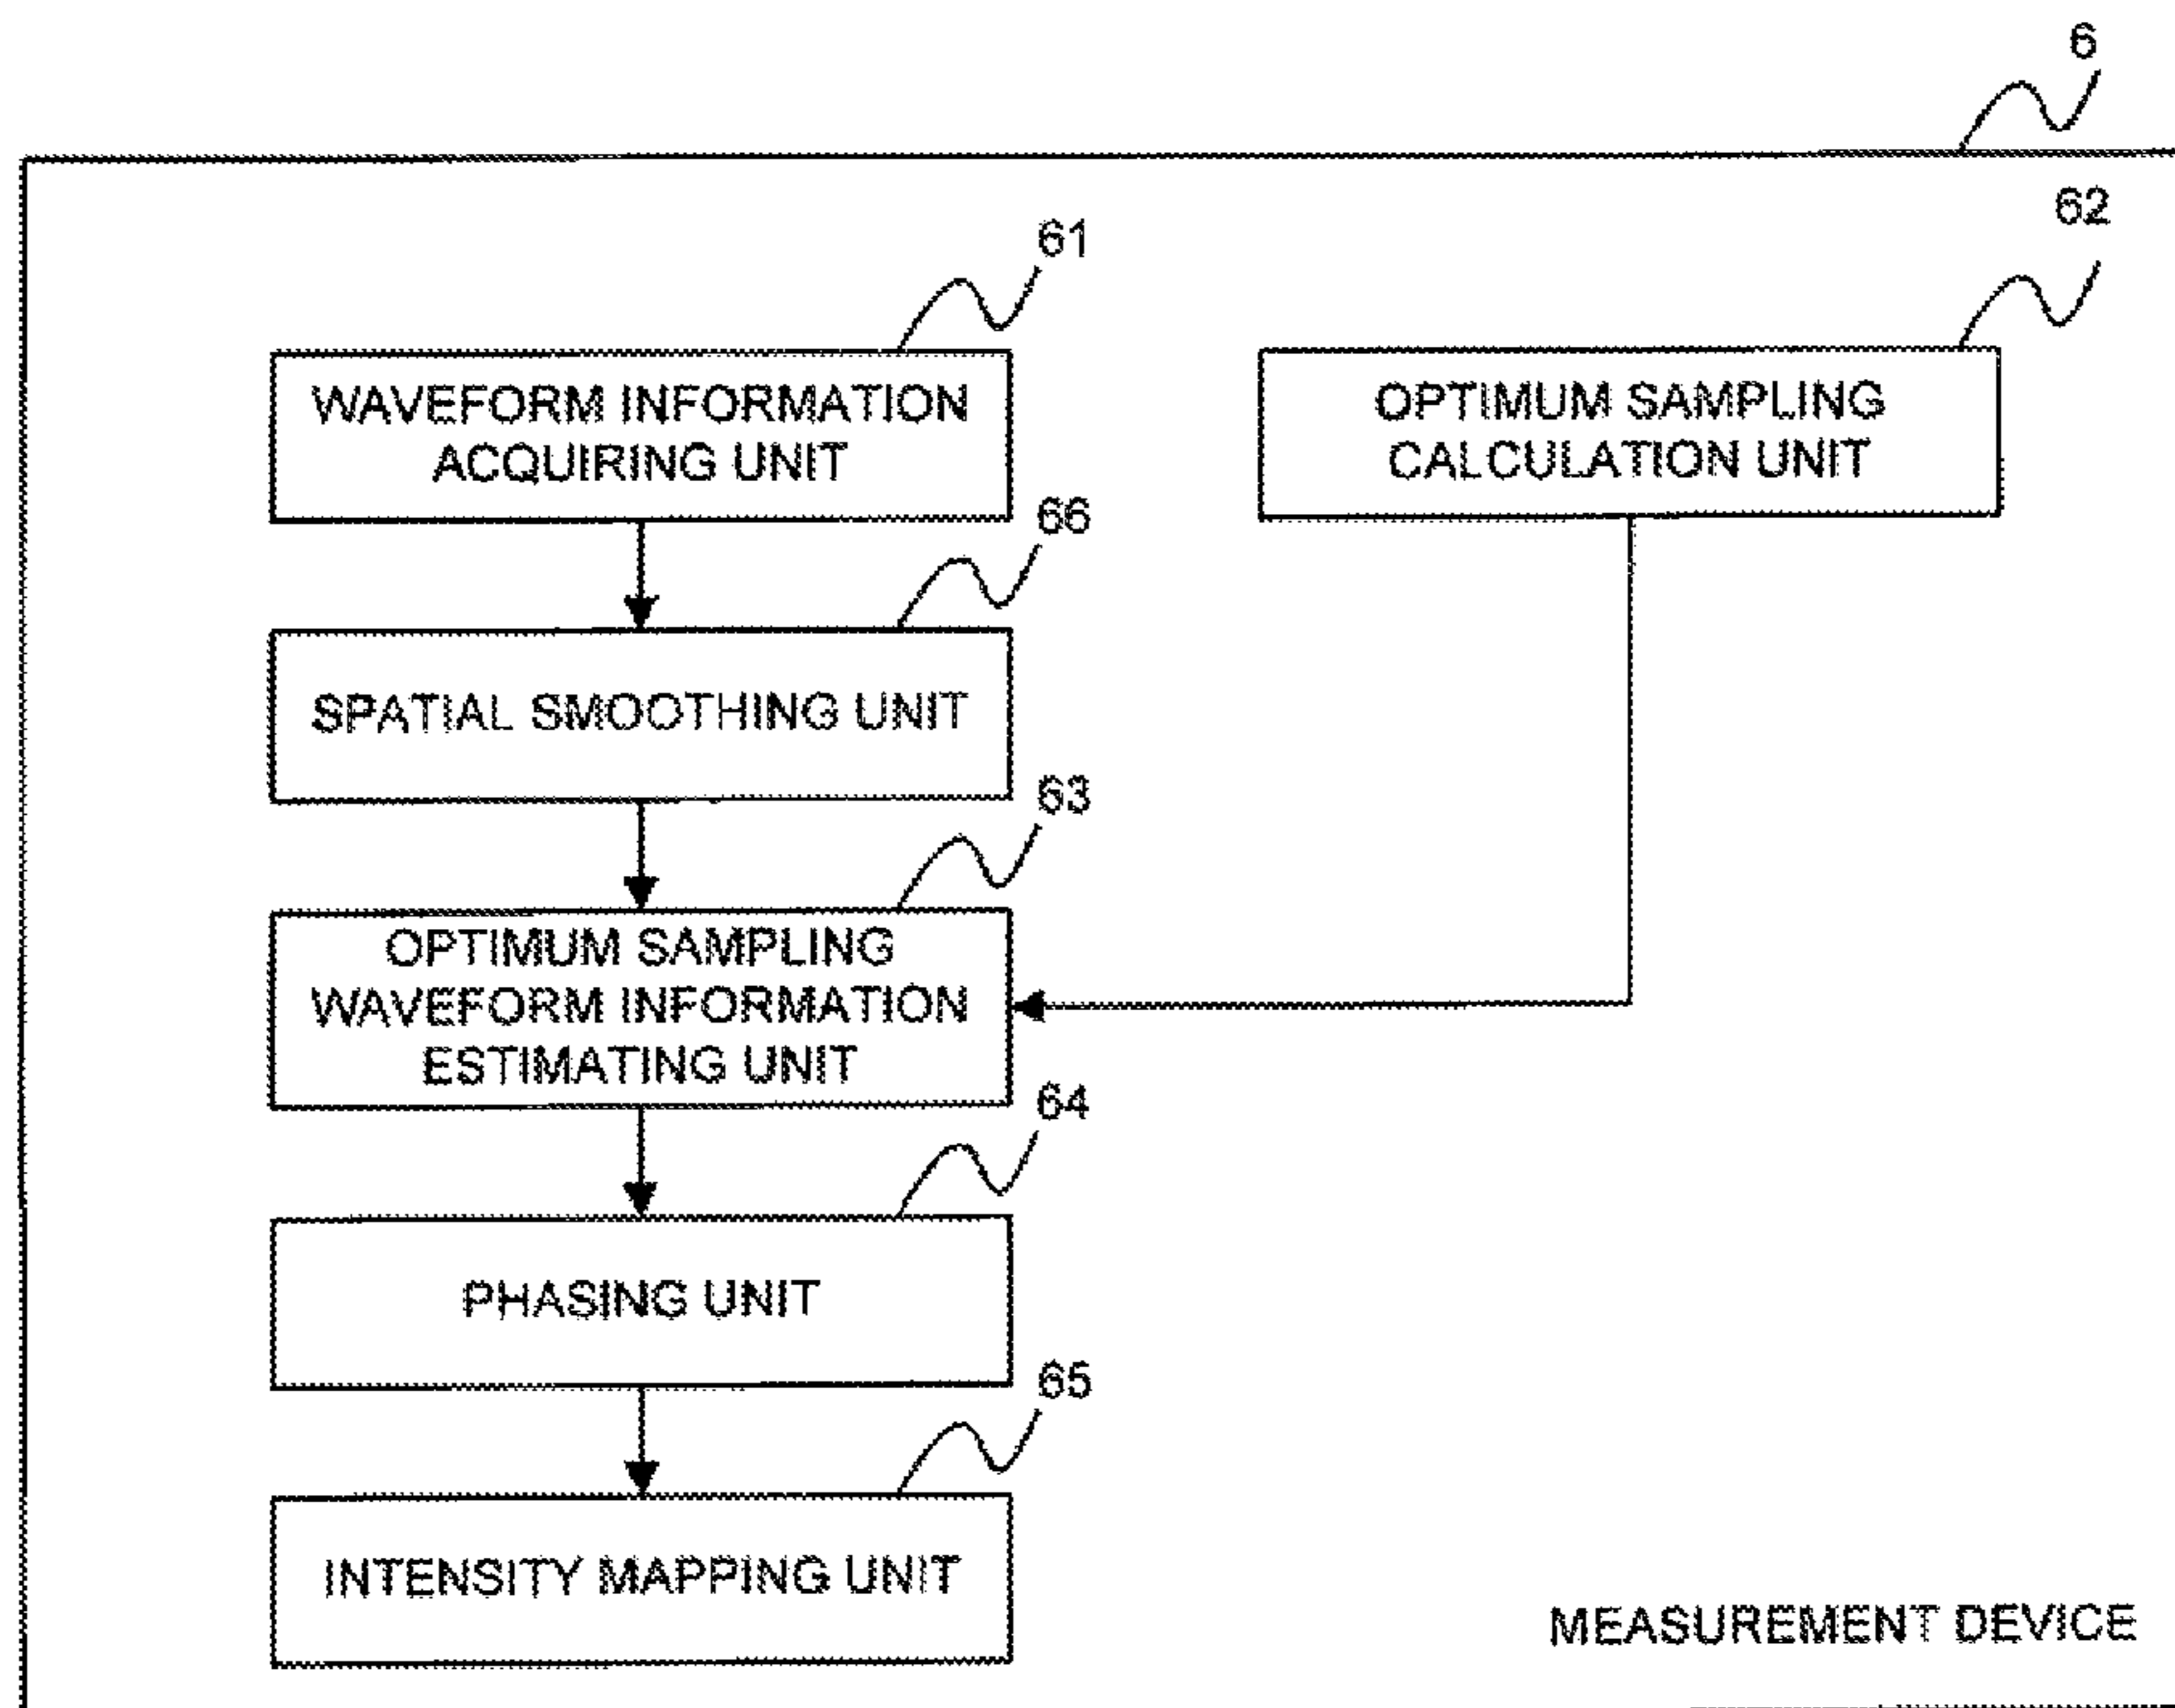 6
61
62
WAVEFORM INFORMATION
ACQUIRING UNIT
OPTIMUM SAMPLING
CALCULATION UNIT
66
SPATIAL SMOOTHING UNIT
63
OPTIMUM SAMPLING
WAVEFORM INFORMATION
ESTIMATING UNIT
64
PHASING UNIT
65
INTENSITY MAPPING UNIT
MEASUREMENT DEVICE